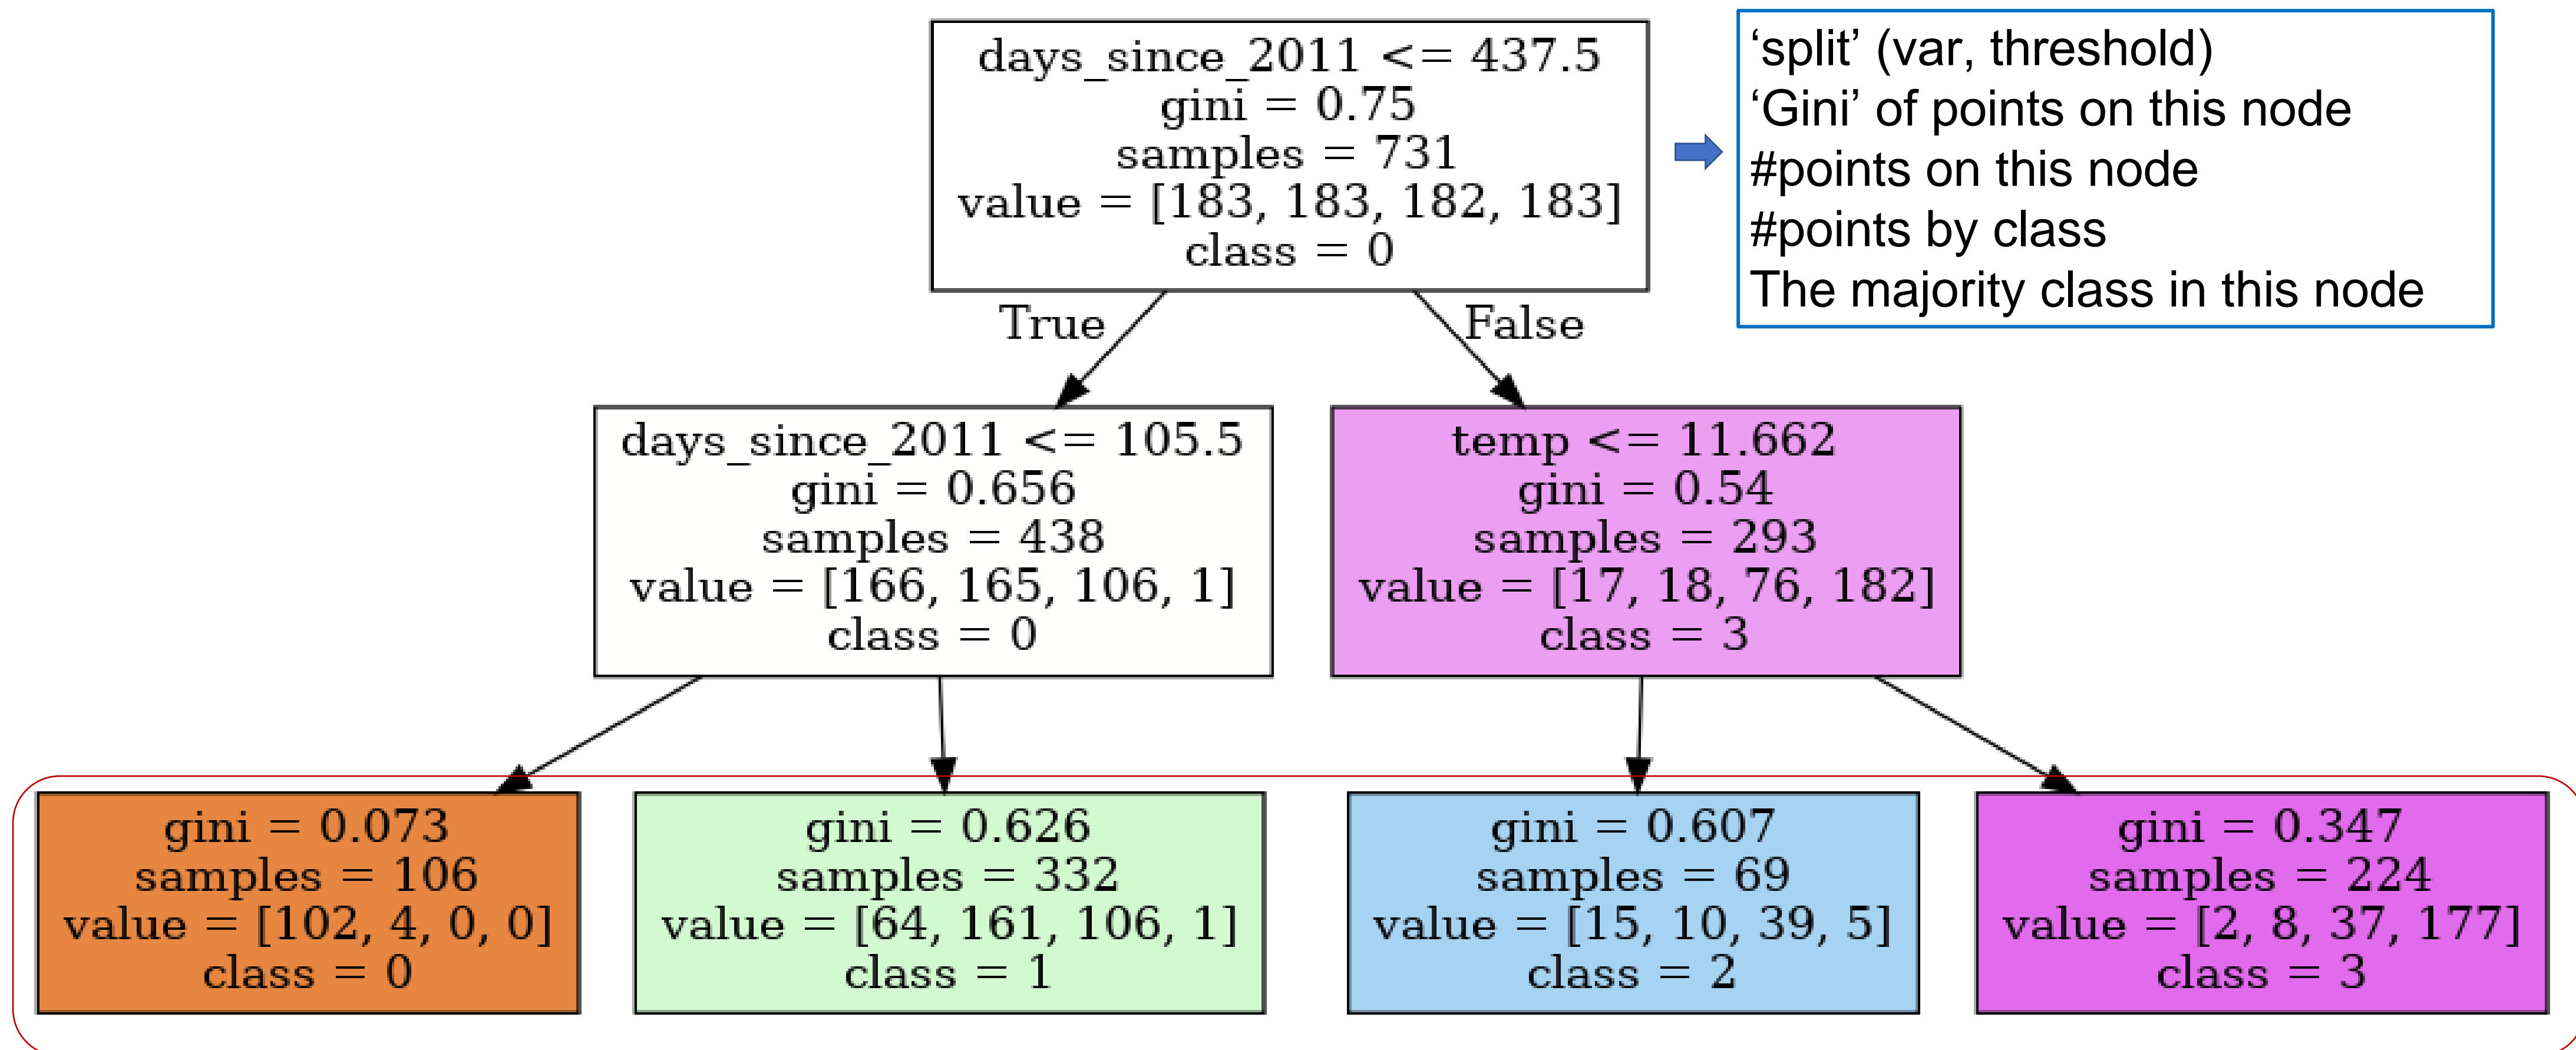 days_since_2011 <= 437.5
gini = 0.75
samples = 731
value = [183, 183, 182, 183]
class = 0
‘split’ (var, threshold)
‘Gini’ of points on this node
#points on this node
#points by class
The majority class in this node
True
False
days_since_2011 <= 105.5
gini = 0.656
samples = 438
value = [166, 165, 106, 1]
class = 0
temp <= 11.662
gini = 0.54
samples = 293
value = [17, 18, 76, 182]
class = 3
gini = 0.073
samples = 106
value = [102, 4, 0, 0]
class = 0
gini = 0.626
samples = 332
value = [64, 161, 106, 1]
class = 1
gini = 0.607
samples = 69
value = [15, 10, 39, 5]
class = 2
gini = 0.347
samples = 224
value = [2, 8, 37, 177]
class = 3